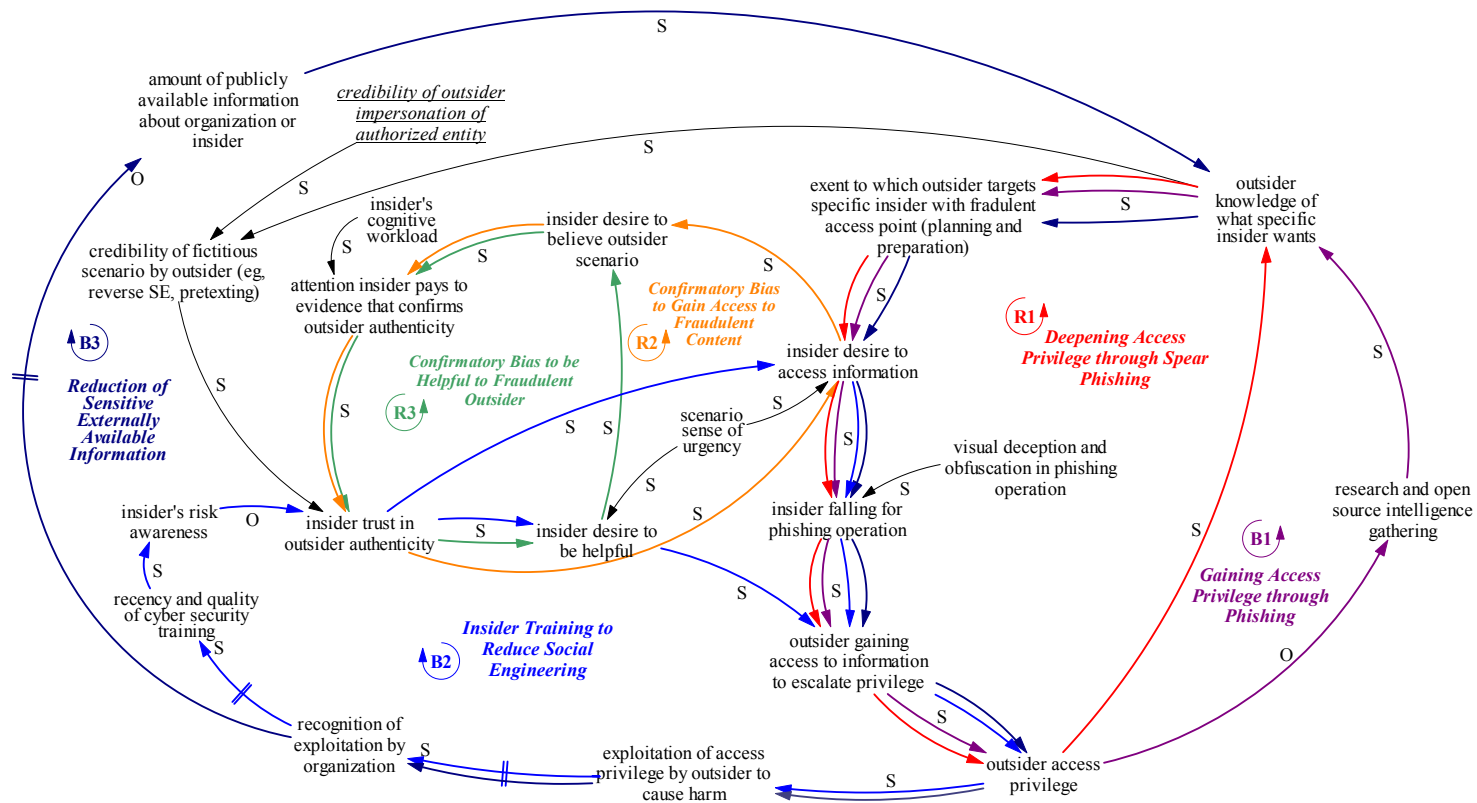 S
amount of publicly
available information
about organization or
insider
credibility of outsider
impersonation of
authorized entity
S
O
S
insider's
cognitive
workload
S
credibility of fictitious
scenario by outsider (eg,
reverse SE, pretexting)
insider desire to
believe outsider
scenario
S
S
exent to which outsider targets
specific insider with fradulent
access point (planning and
preparation)
S
outsider
knowledge of
what specific
insider wants
attention insider pays to
evidence that confirms
outsider authenticity
Confirmatory Bias
to Gain Access to
Fraudulent
Content
R2
S
R1
Deepening Access
Privilege through Spear
Phishing
B3
Reduction of
Sensitive
Externally
Available
Information
S
Confirmatory Bias to be
Helpful to Fraudulent
Outsider
R3
S
insider desire to
access information
S
S
S
S
scenario
sense of
urgency
S
S
visual deception and
obfuscation in phishing
operation
S
insider's risk
awareness
O
insider trust in
outsider authenticity
S
insider desire to
be helpful
S
insider falling for
phishing operation
research and open
source intelligence
gathering
S
B1
Gaining Access
Privilege through
Phishing
S
recency and quality
of cyber security
training
S
Insider Training to
Reduce Social
Engineering
B2
S
S
outsider gaining
access to information
to escalate privilege
O
S
recognition of
exploitation by
organization
S
exploitation of access
privilege by outsider to
cause harm
S
outsider access
privilege